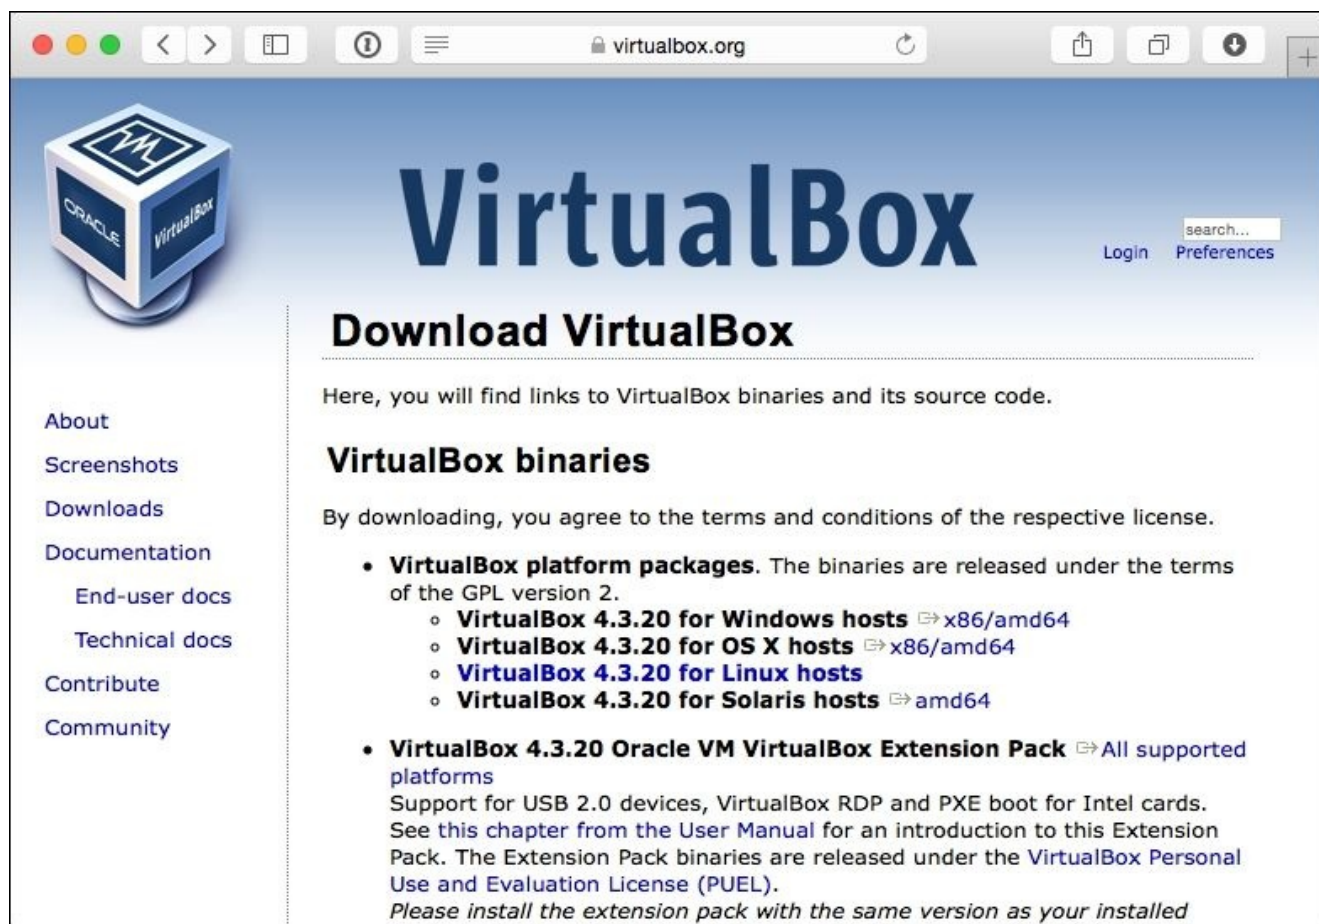 virtualbox.org
ORACLE
VirtualBox
VirtualBox
search...
Login Preferences
Download VirtualBox
Here, you will find links to VirtualBox binaries and its source code.
About
Screenshots
Downloads
Documentation
End-user docs
Technical docs
Contribute
Community
VirtualBox binaries
By downloading, you agree to the terms and conditions of the respective license.
• VirtualBox platform packages. The binaries are released under the terms
of the GPL version 2.
◦ VirtualBox 4.3.20 for Windows hosts x86/amd64
◦ VirtualBox 4.3.20 for OS X hosts x86/amd64
◦ VirtualBox 4.3.20 for Linux hosts
◦ VirtualBox 4.3.20 for Solaris hosts amd64
• VirtualBox 4.3.20 Oracle VM VirtualBox Extension Pack All supported
platforms
Support for USB 2.0 devices, VirtualBox RDP and PXE boot for Intel cards.
See this chapter from the User Manual for an introduction to this Extension
Pack. The Extension Pack binaries are released under the VirtualBox Personal
Use and Evaluation License (PUEL).
Please install the extension pack with the same version as your installed